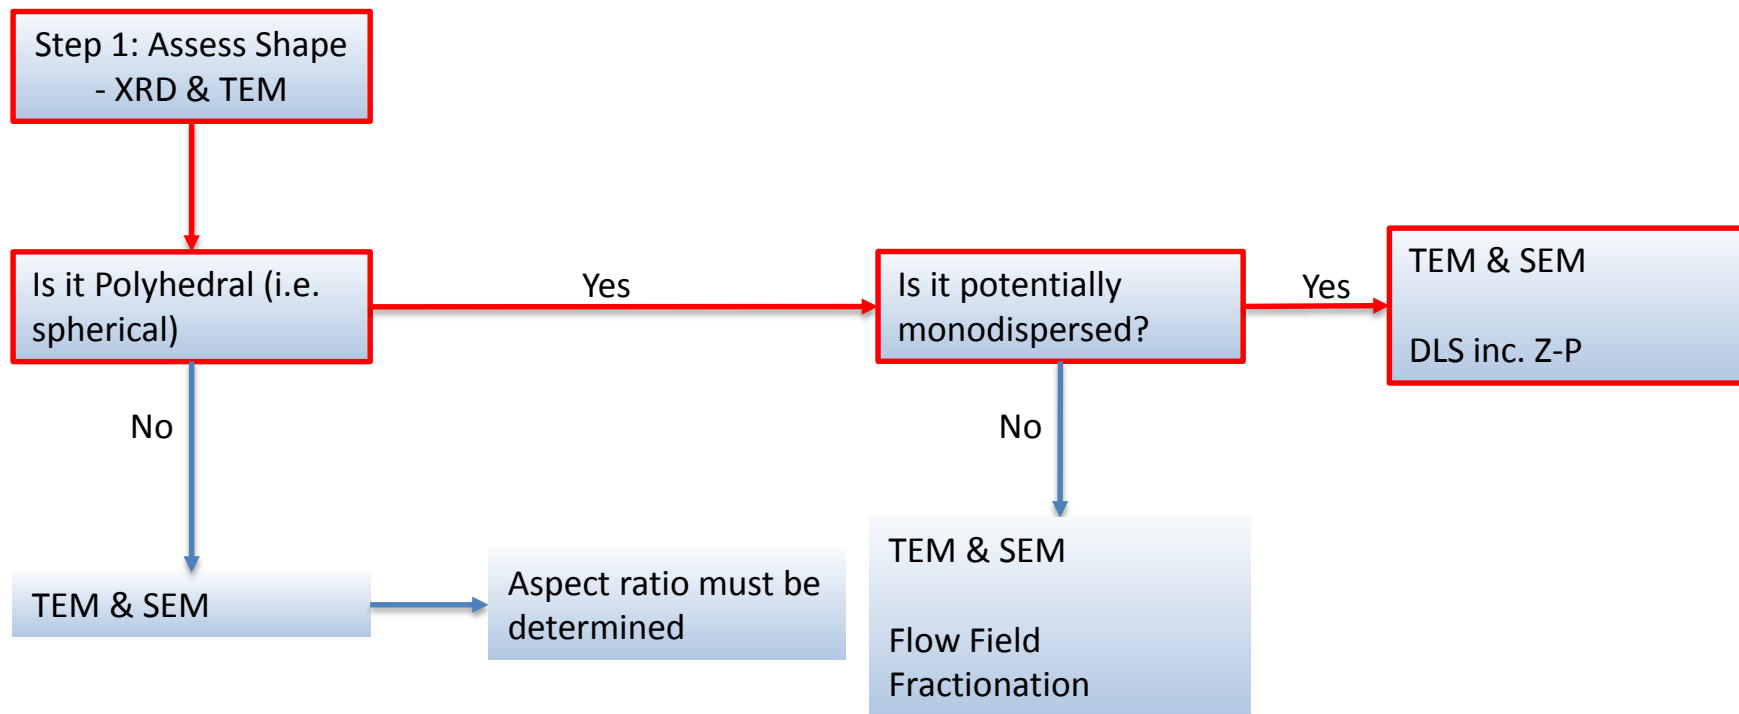 Step 1: Assess Shape
- XRD & TEM
Is it Polyhedral (i.e.
spherical)
Yes
Is it potentially
monodispersed?
Yes
TEM & SEM
DLS inc. Z-P
No
No
TEM & SEM
Aspect ratio must be
determined
TEM & SEM
Flow Field
Fractionation